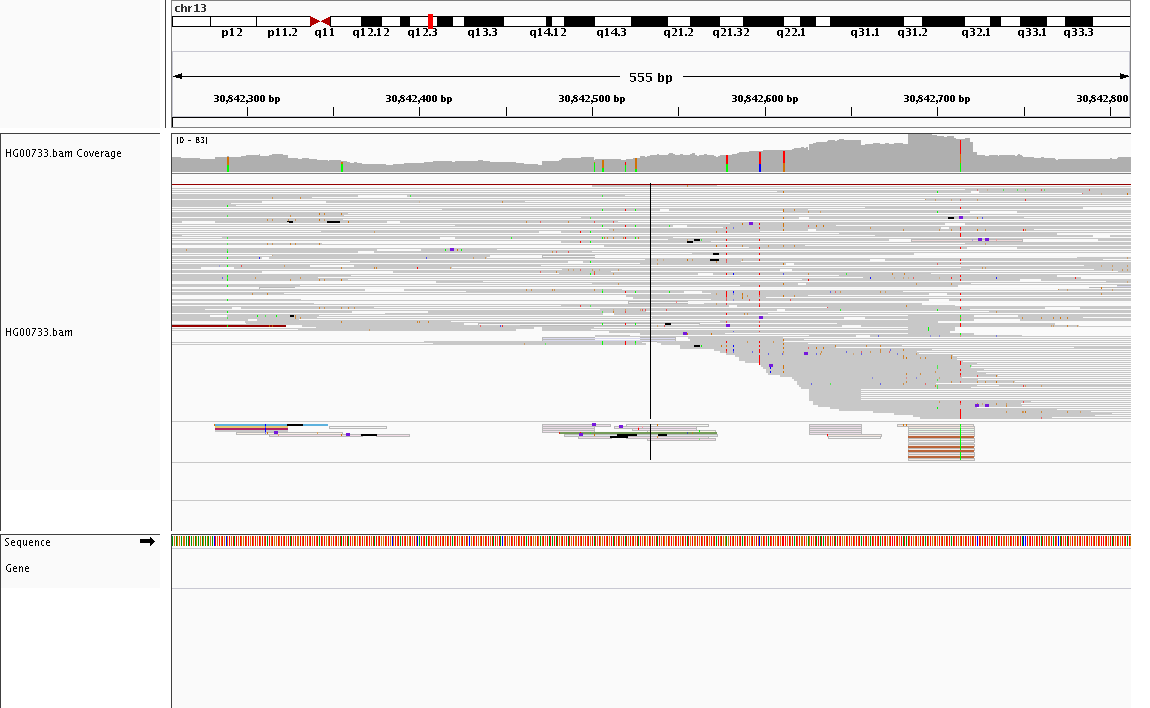 chr13
p12 p11.2 q11 q12.12 q12.3 q13.3 q14.12 q14.3 q21.2 q21.32 q22.1 q31.1 q31.2 q32.1 q33.1 q33.3
555 bp
30,842,300 bp 30,842,400 bp 30,842,500 bp 30,842,600 bp 30,842,700 bp 30,842,800
[0 - 83]
HG00733.bam Coverage
HG00733.bam
Sequence
Gene